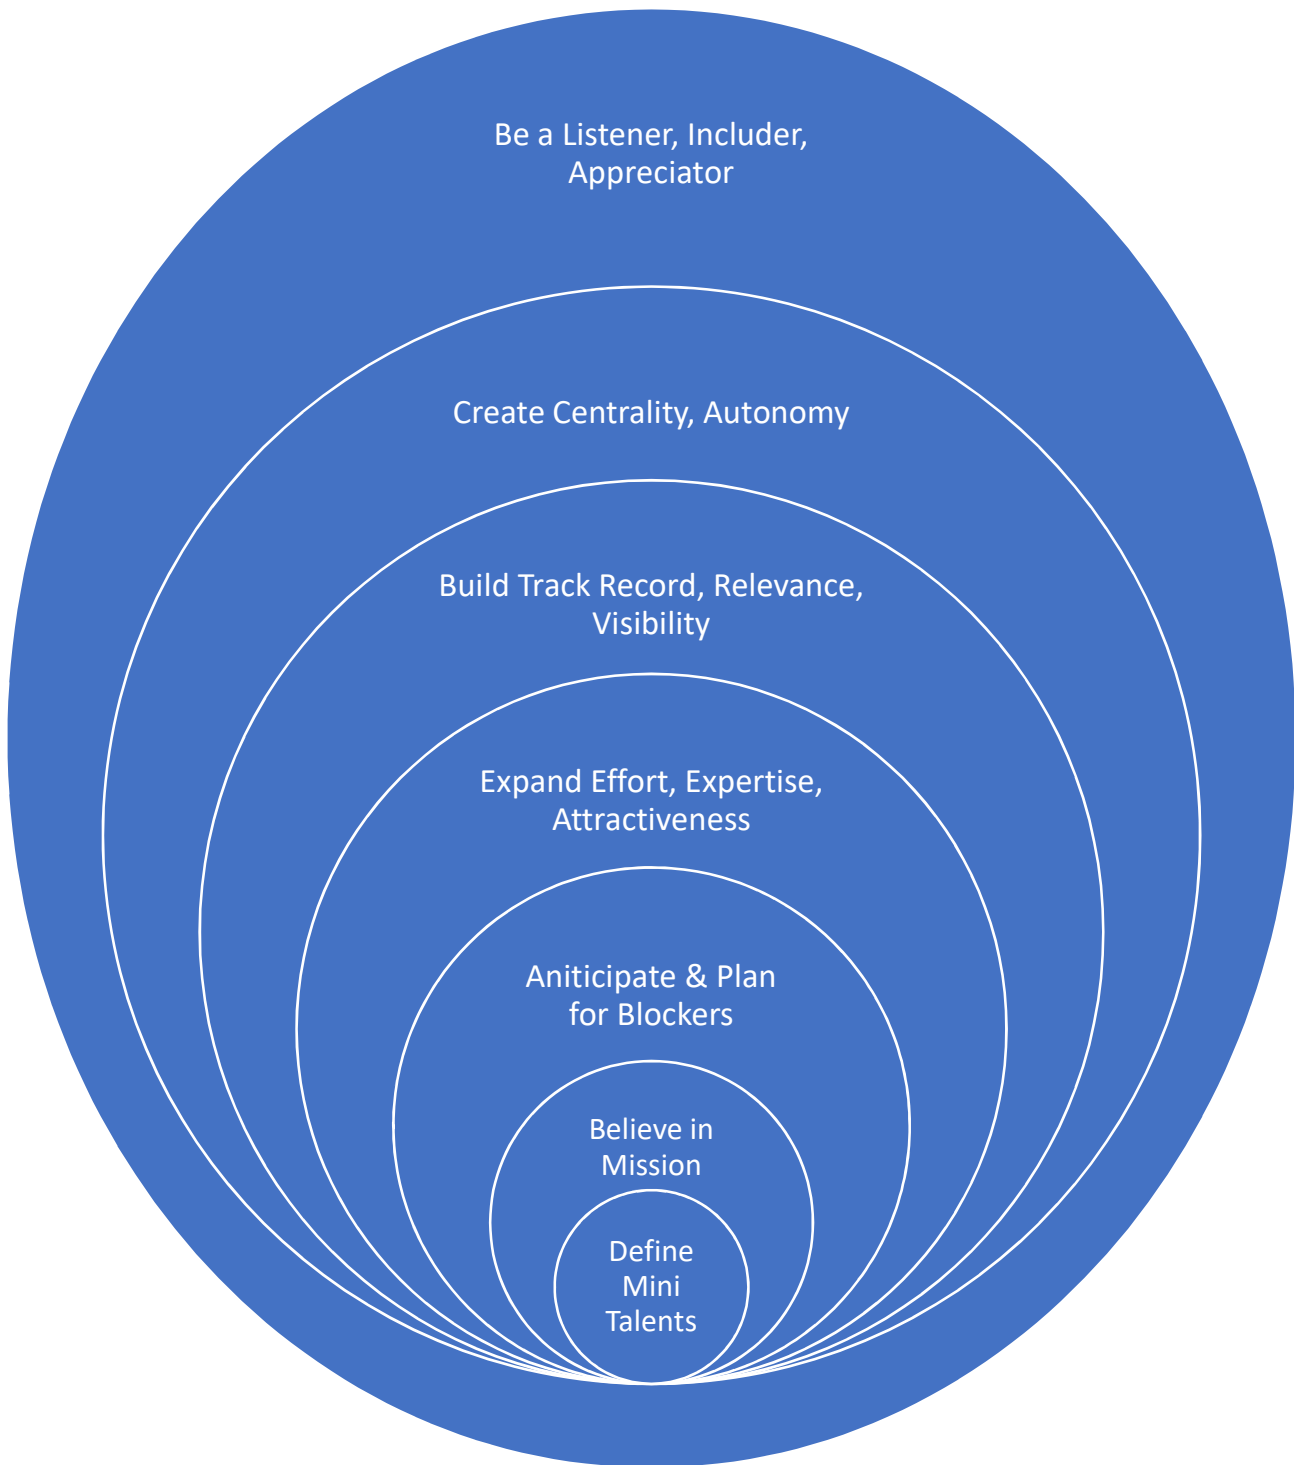 Be a Listener, Includer,
Appreciator
Create Centrality, Autonomy
Build Track Record, Relevance,
Visibility
Expand Effort, Expertise,
Attractiveness
Aniticipate & Plan
for Blockers
Believe in
Mission
Define
Mini
Talents